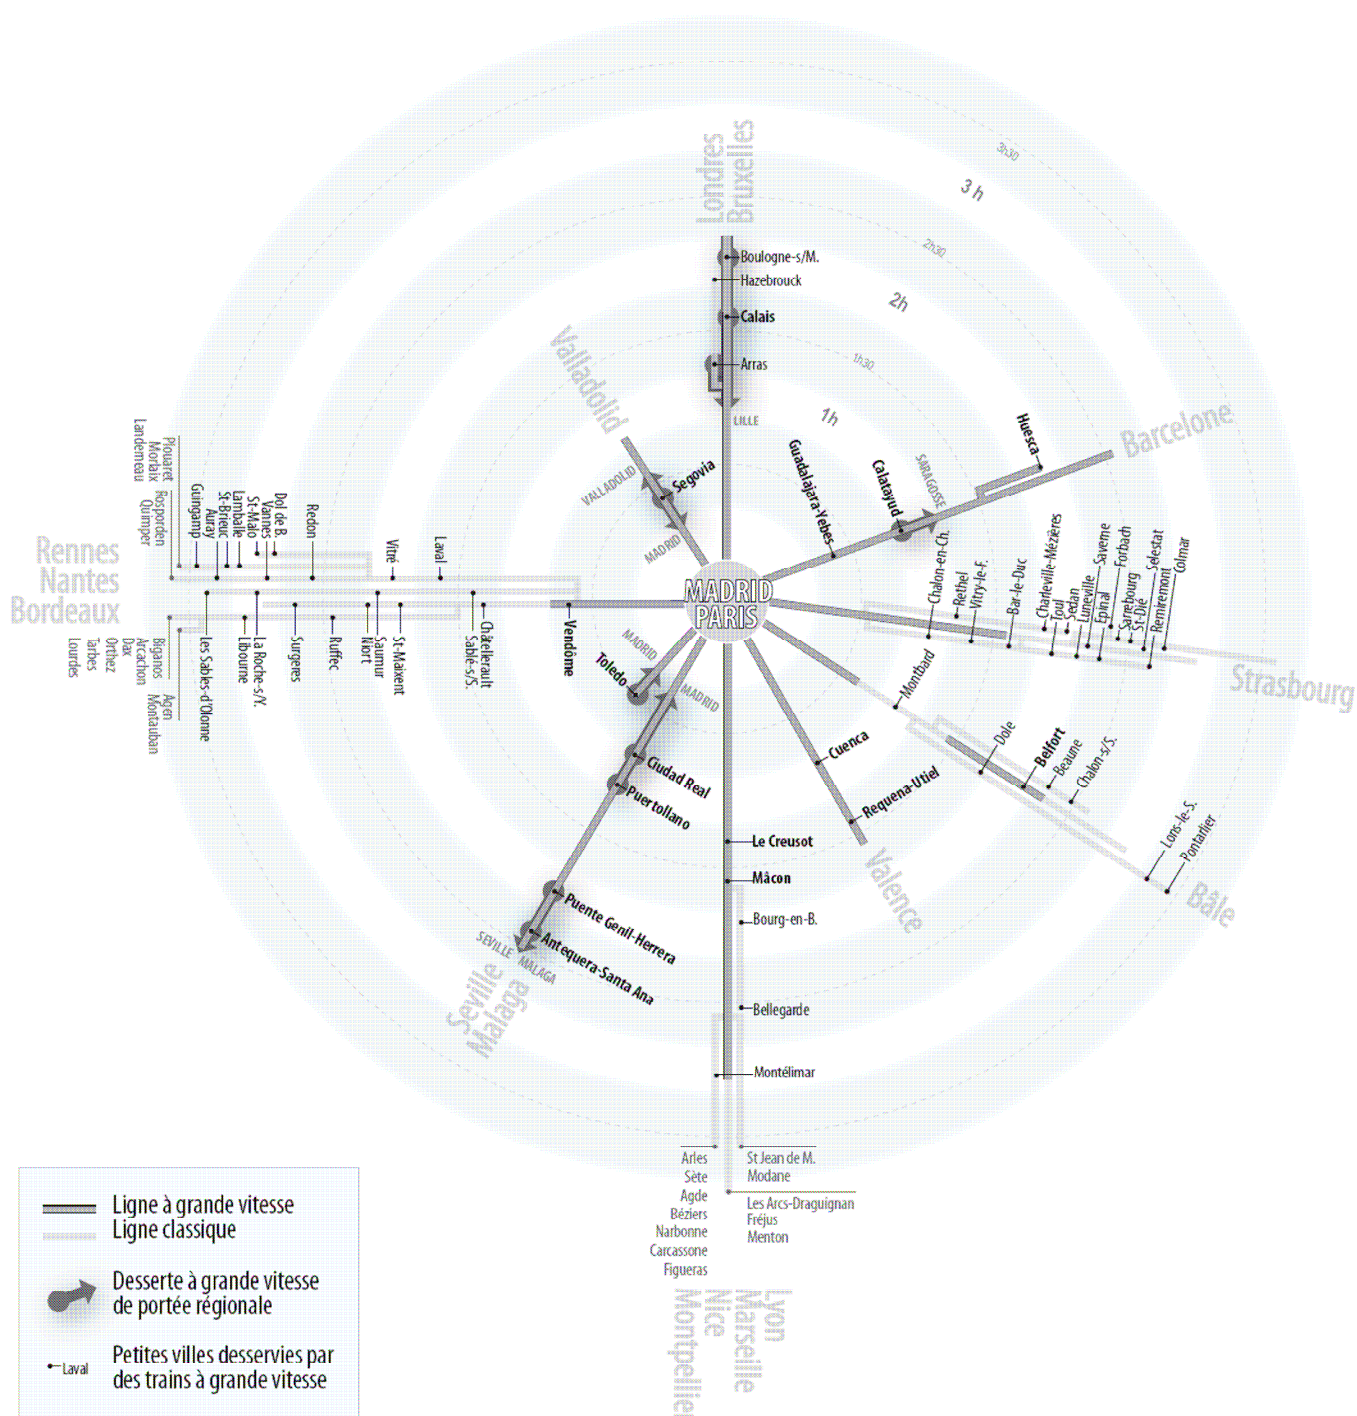 3h30
3 h
2h30
2h
1h30
1h
Londres
Bruxelles
Boulogne-s/M.
Hazebrouck
Calais
Arras
LILLE
Valladolid
VALLADOLID
Segovia
MADRID
Barcelone
Huesca
SARAGOSSE
Calatayud
Guadalajara-Yebes
MADRID
PARIS
Rennes
Nantes
Bordeaux
Plouaret
Morlaix
Landerneau
Rosporden
Quimper
Guingamp
Auray
St-Brieuc
Lamballe
St-Malo
Vannes
Dol de B.
Redon
Vitré
Laval
Biganos
Arcachon
Dax
Orthez
Tarbes
Lourdes
Agen
Montauban
les Sables-d'Olonne
Libourne
La Roche-s/Y.
Surgeres
Ruffec
Niort
Saumur
St-Maixent
Sablé-s/S.
Châtellerault
Vendôme
Chalon-en-Ch.
Rethel
Vitry-le-F.
Bar-le-Duc
Charleville-Mézières
Toul
Sedan
Luneville
Epinal
Saverne
Forbach
Sarrebourg
St-Dié
Selestat
Remiremont
Colmar
Strasbourg
Montbard
Dole
Belfort
Beaune
Chalon-s/S.
Lons-le-S.
Pontarlier
Bâle
Cuenca
Requena-Utiel
Valence
MADRID
Toledo
MADRID
Ciudad Real
Puertollano
Puente Genil-Herrera
Antequera-Santa Ana
SEVILLE
MALAGA
Seville
Malaga
Le Creusot
Mâcon
Bourg-en-B.
Bellegarde
Montélimar
Arles
Sète
Agde
Béziers
Narbonne
Carcassone
Figueras
St Jean de M.
Modane
Les Arcs-Draguignan
Fréjus
Menton
Lyon
Marseille
Nice
Montpellier
Ligne à grande vitesse
Ligne classique
Desserte à grande vitesse
de portée régionale
Laval
Petites villes desservies par
des trains à grande vitesse